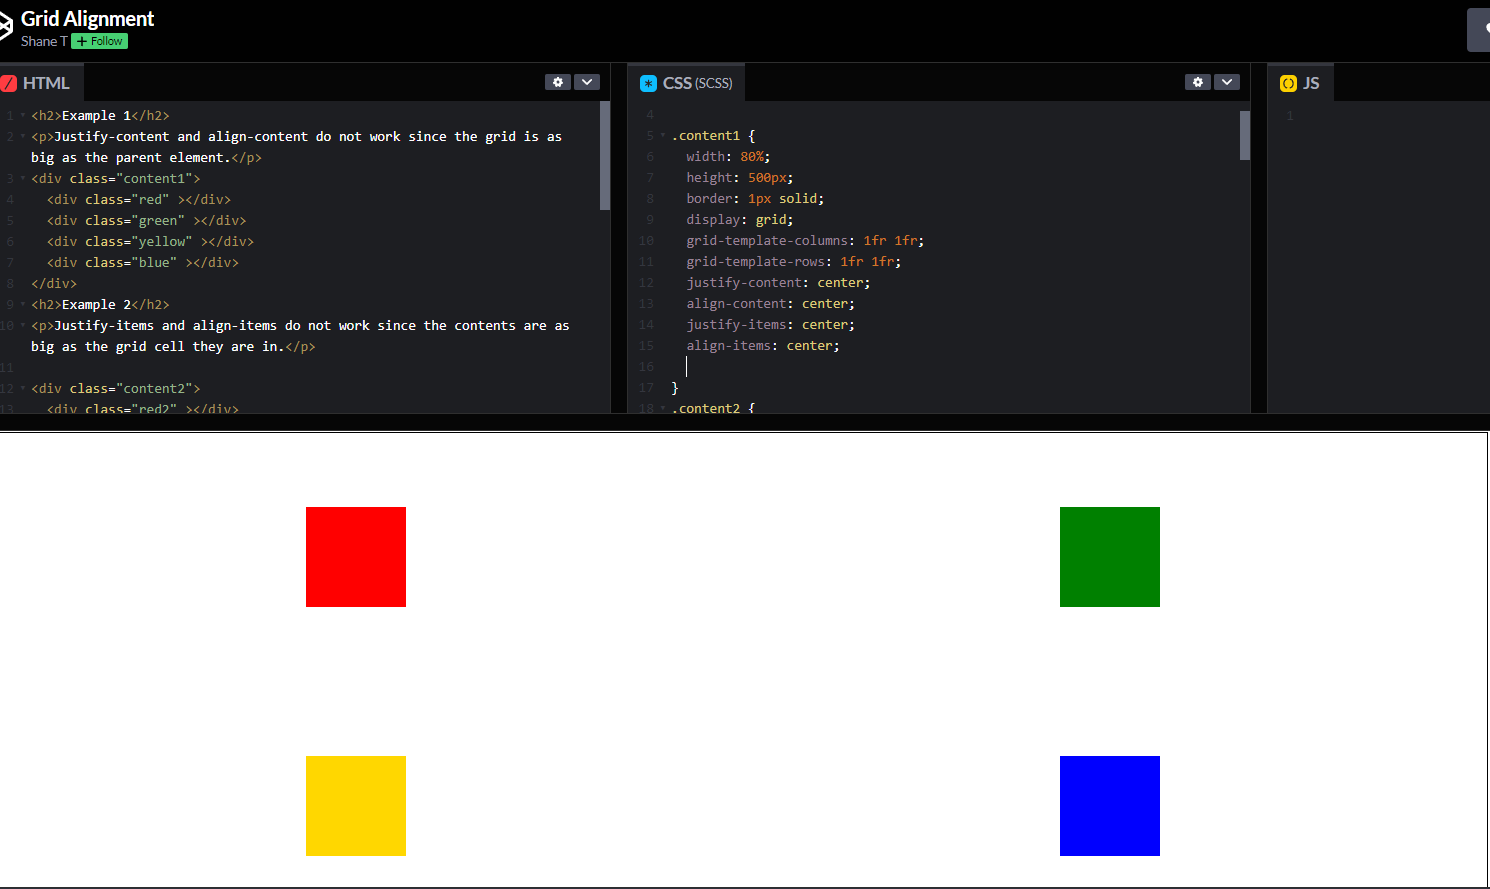 Grid Alignment
Shane T + Follow
HTML
1 <h2>Example 1</h2>
2 <p>Justify-content and align-content do not work since the grid is as
big as the parent element.</p>
3 <div class="content1">
4 <div class="red" ></div>
5 <div class="green" ></div>
6 <div class="yellow" ></div>
7 <div class="blue" ></div>
8 </div>
9 <h2>Example 2</h2>
10 <p>Justify-items and align-items do not work since the contents are as
big as the grid cell they are in.</p>
11
12 <div class="content2">
13 <div class="red2" ></div>
CSS (SCSS)
4
5 .content1 {
6 width: 80%;
7 height: 500px;
8 border: 1px solid;
9 display: grid;
10 grid-template-columns: 1fr 1fr;
11 grid-template-rows: 1fr 1fr;
12 justify-content: center;
13 align-content: center;
14 justify-items: center;
15 align-items: center;
16
17 }
18 .content2 {
JS
1